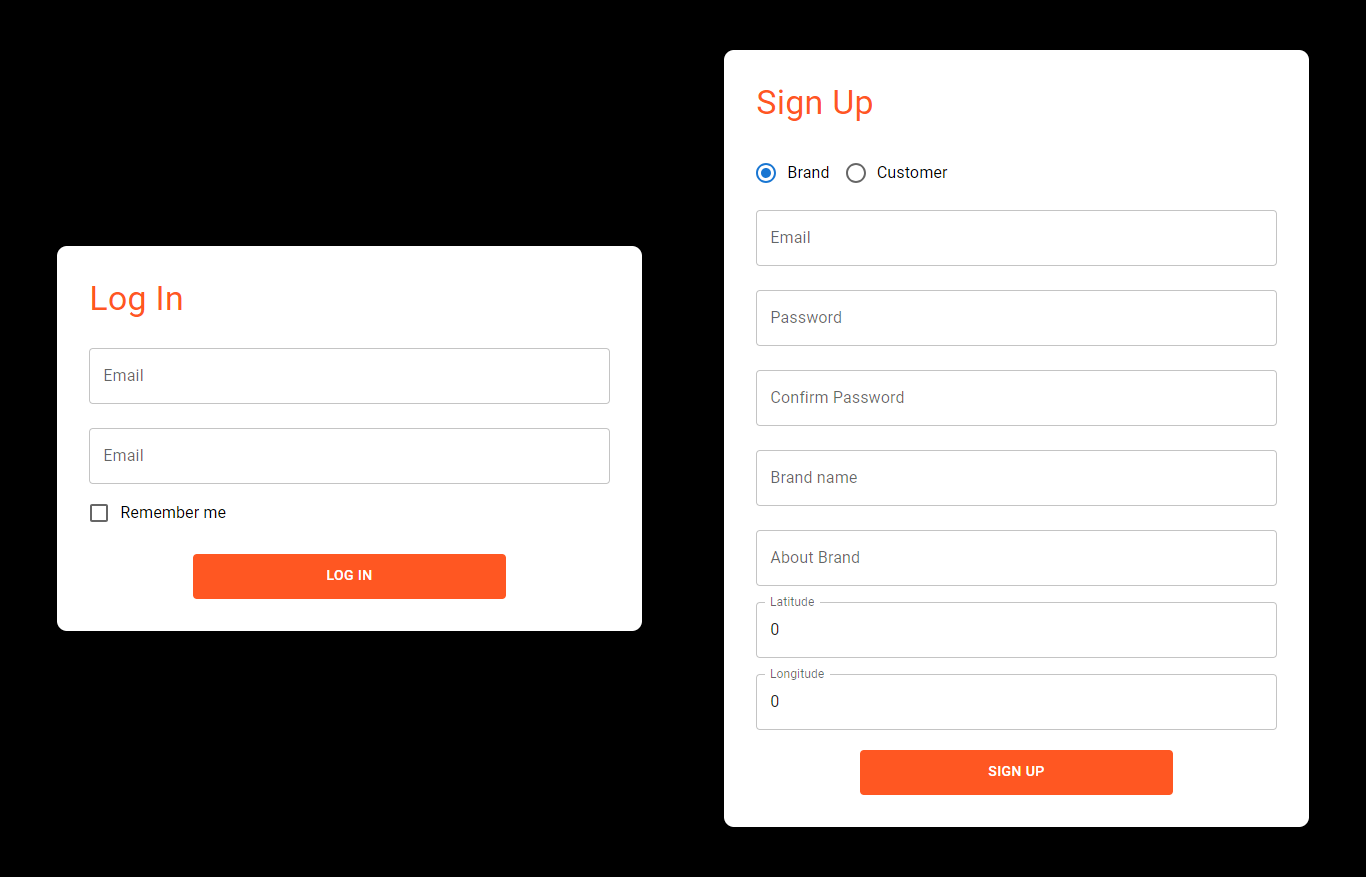 Log In
Email
Email
Remember me
LOG IN
Sign Up
Brand Customer
Email
Password
Confirm Password
Brand name
About Brand
Latitude
0
Longitude
0
SIGN UP